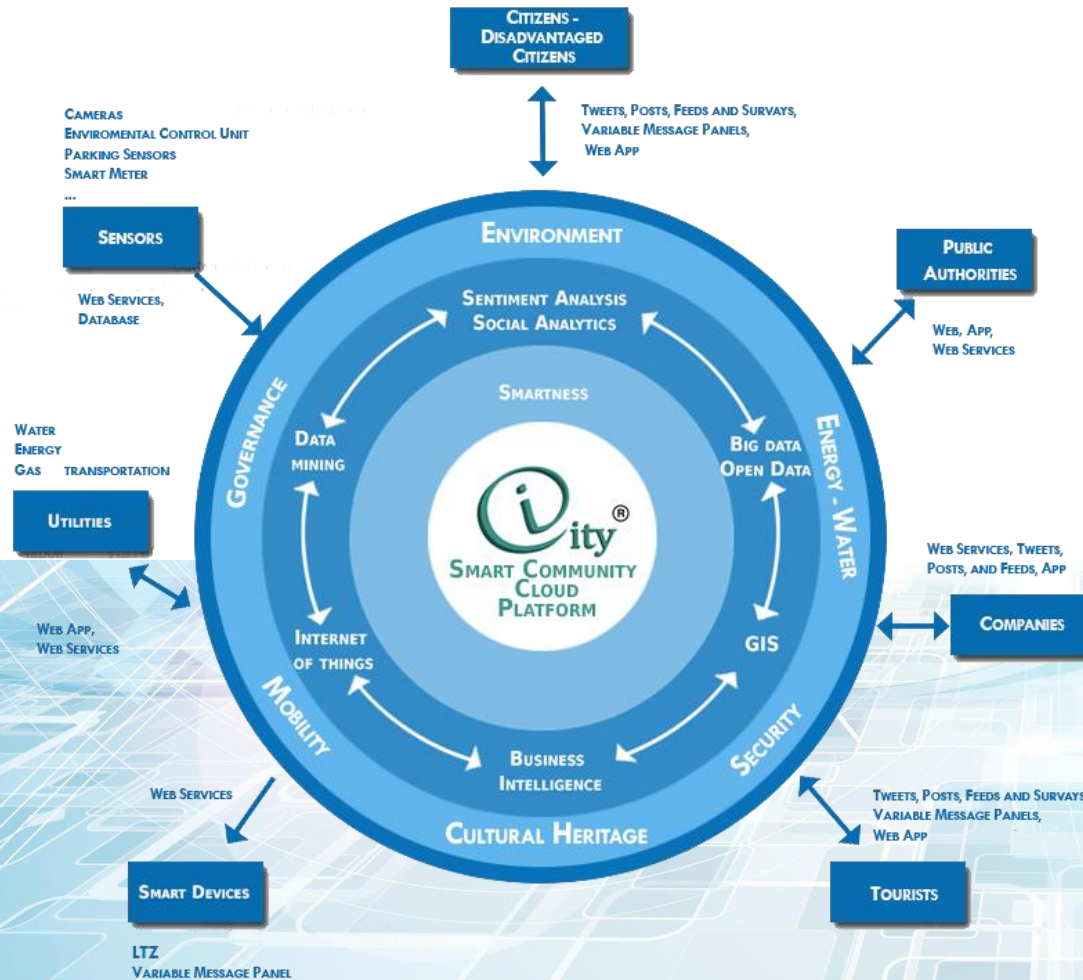 Citizens -
Disadvantaged
Citizens
Tweets, Posts, Feeds and Survays,
Variable Message Panels,
Web App
Cameras
Enviromental Control Unit
Parking Sensors
Smart Meter
...
Sensors
Web Services,
Database
Public
Authorities
Web, App,
Web Services
Environment
Sentiment Analysis
Social Analytics
Smartness
Governance
Data
mining
Big data
Open Data
Energy - Water
Water
Energy
Gas transportation
Utilities
Web App,
Web Services
iity®
Smart Community
Cloud
Platform
Web Services, Tweets,
Posts, and Feeds, App
Companies
Internet
of things
GIS
Mobility
Security
Business
Intelligence
Cultural Heritage
Web Services
Smart Devices
LTZ
Variable Message Panel
Tweets, Posts, Feeds and Survays
Variable Message Panels,
Web App
Tourists